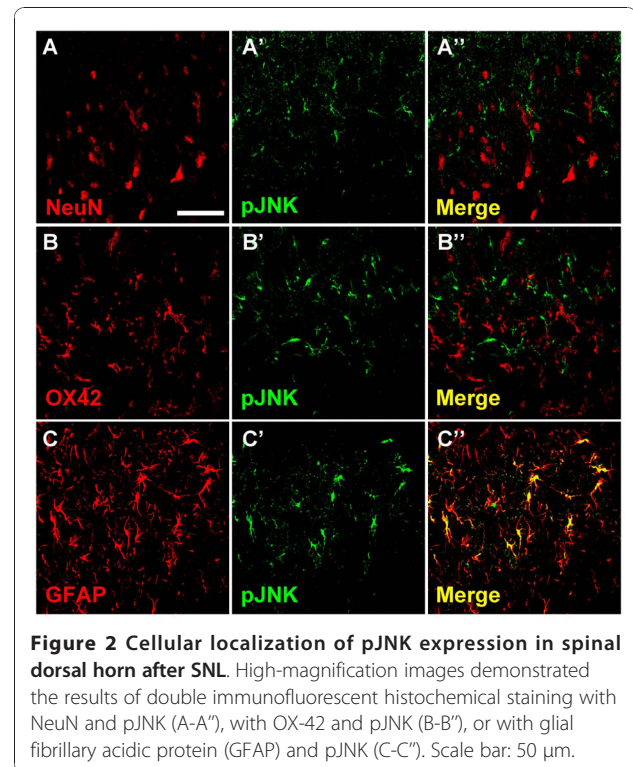 A A’ A’’
NeuN pJNK Merge
B B’ B’’
OX42 pJNK Merge
C C’ C’’
GFAP pJNK Merge
Figure 2 Cellular localization of pJNK expression in spinal
dorsal horn after SNL. High-magnification images demonstrated
the results of double immunofluorescent histochemical staining with
NeuN and pJNK (A-A’’), with OX-42 and pJNK (B-B’’), or with glial
fibrillary acidic protein (GFAP) and pJNK (C-C’’). Scale bar: 50 μm.